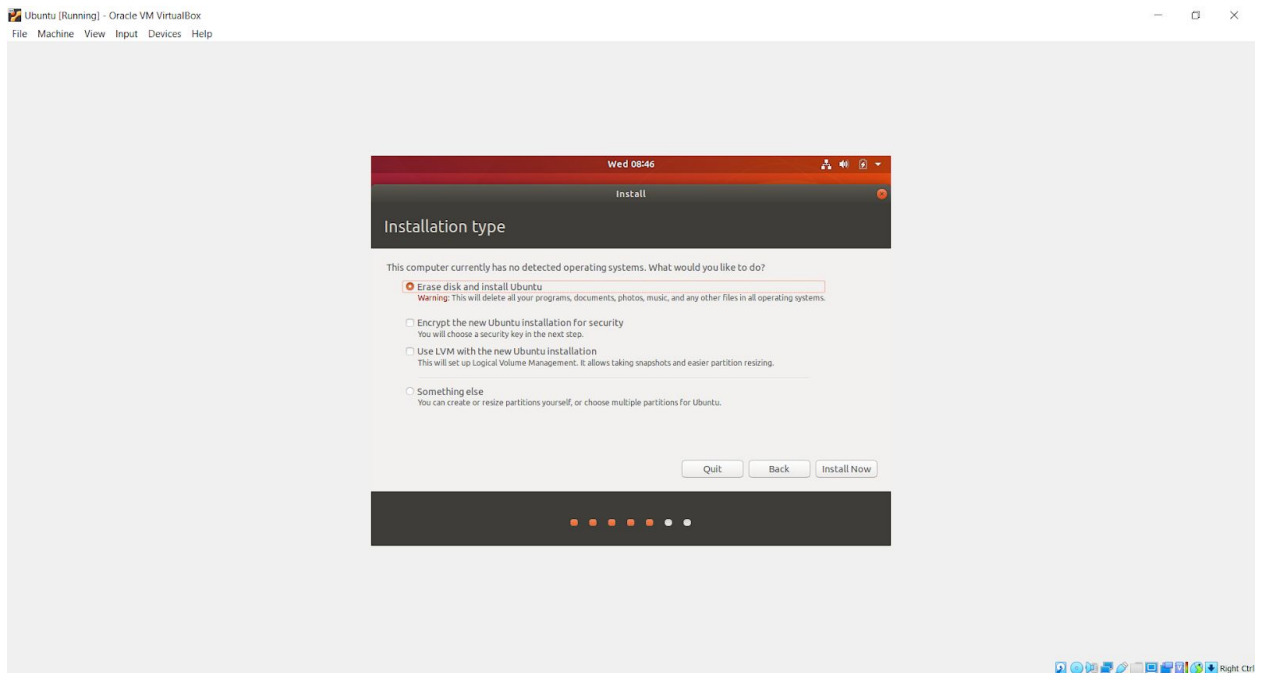 Ubuntu [Running] - Oracle VM VirtualBox
File Machine View Input Devices Help
Wed 08:46
Install
Installation type
This computer currently has no detected operating systems. What would you like to do?
Erase disk and install Ubuntu
Warning: This will delete all your programs, documents, photos, music, and any other files in all operating systems.
Encrypt the new Ubuntu installation for security
You will choose a security key in the next step.
Use LVM with the new Ubuntu installation
This will set up Logical Volume Management. It allows taking snapshots and easier partition resizing.
Something else
You can create or resize partitions yourself, or choose multiple partitions for Ubuntu.
Quit Back Install Now
Right Ctrl